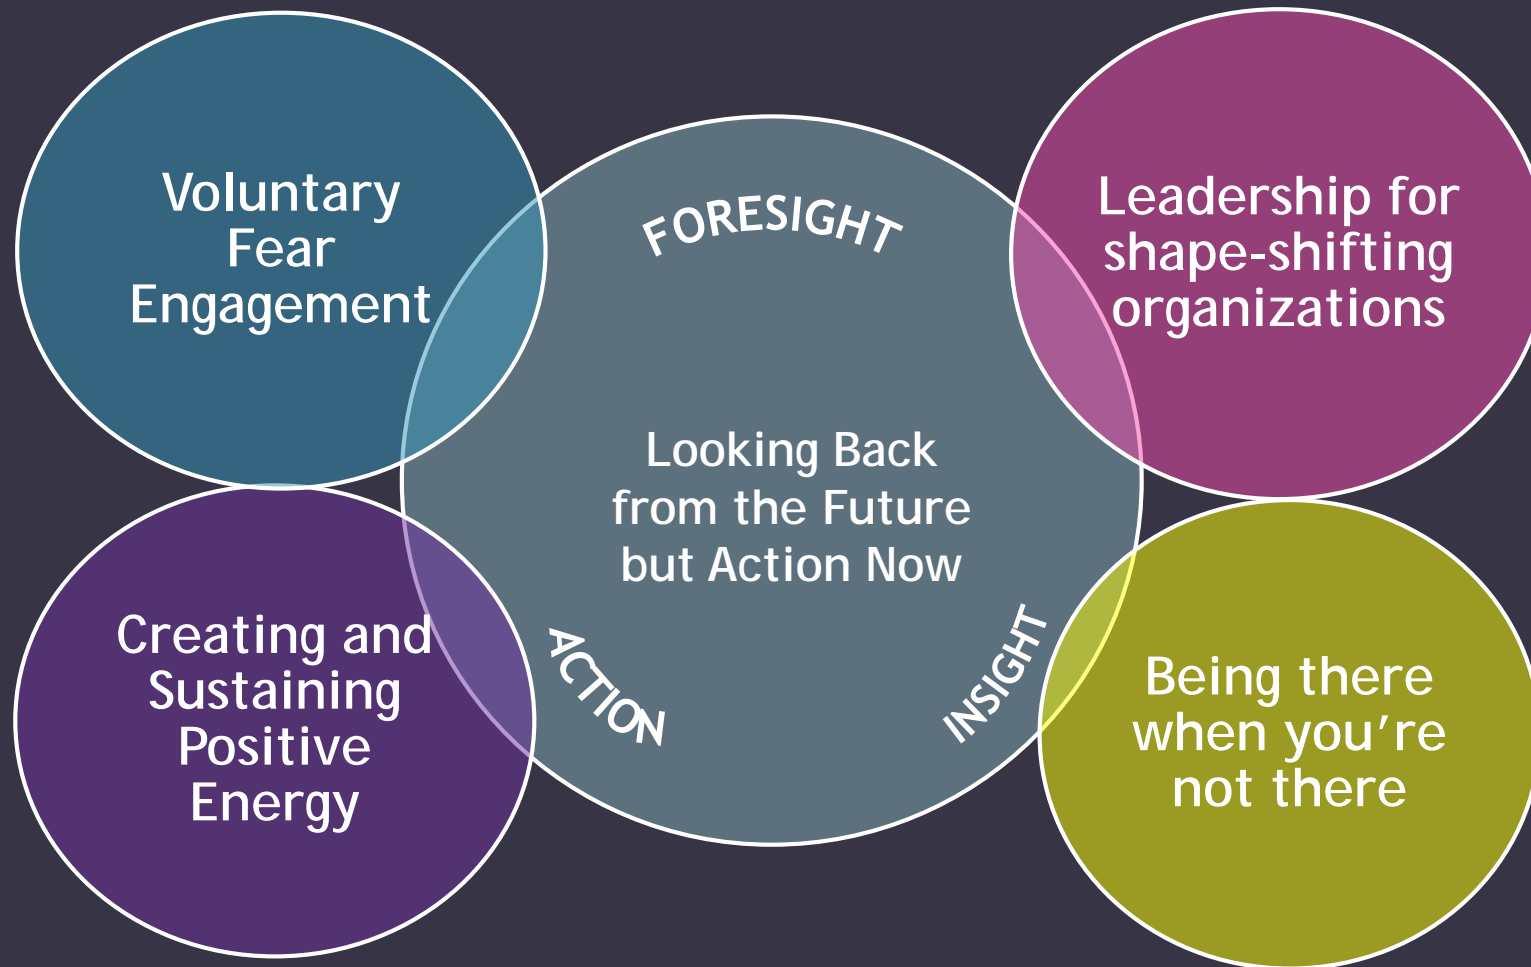 Voluntary
Fear
Engagement
FORESIGHT
Leadership for
shape-shifting
organizations
Looking Back
from the Future
but Action Now
Creating and
Sustaining
Positive
Energy
ACTION
INSIGHT
Being there
when you're
not there